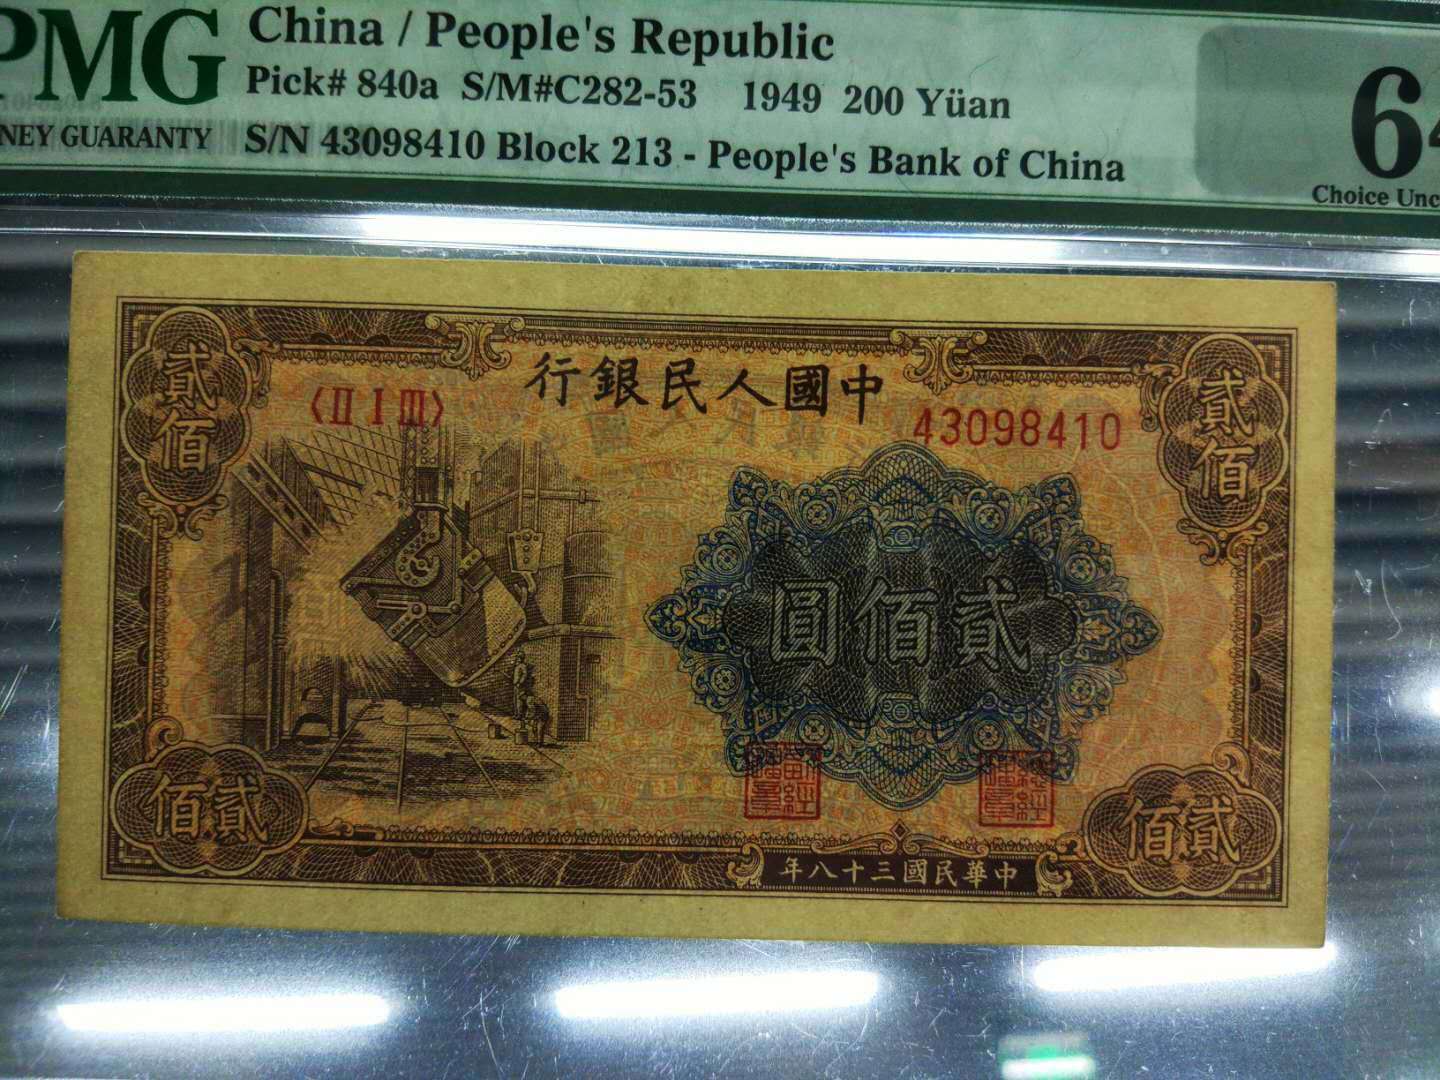 PMG
China / People's Republic
Pick# 840a S/M#C282-53 1949 200 Yüan
NEY GUARANTY
S/N 43098410 Block 213 - People's Bank of China
64
Choice Unc
行銀民人國中
〈II I III〉
43098410
貳佰
貳佰
圓佰貳
佰貳
佰貳
年八十三國民華中